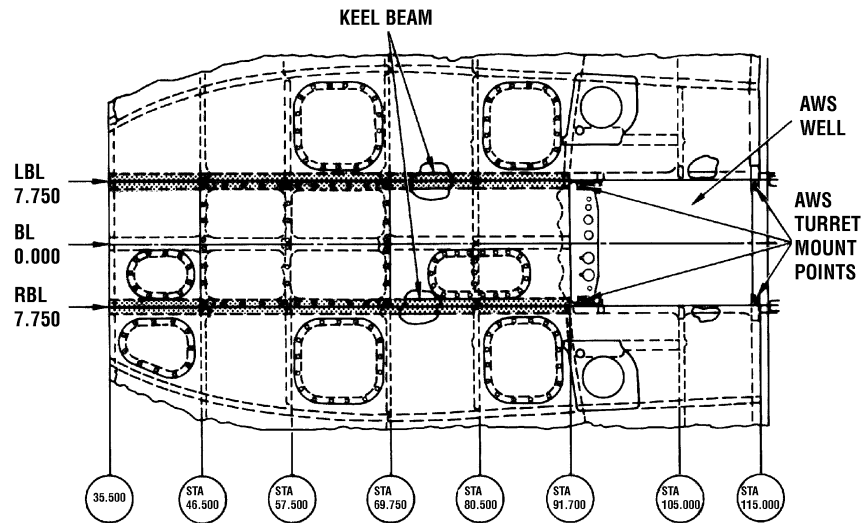 KEEL BEAM
AWS
WELL
LBL
7.750
AWS
TURRET
MOUNT
POINTS
BL
0.000
RBL
7.750
35.500
STA
46.500
STA
57.500
STA
69.750
STA
80.500
STA
91.700
STA
105.000
STA
115.000